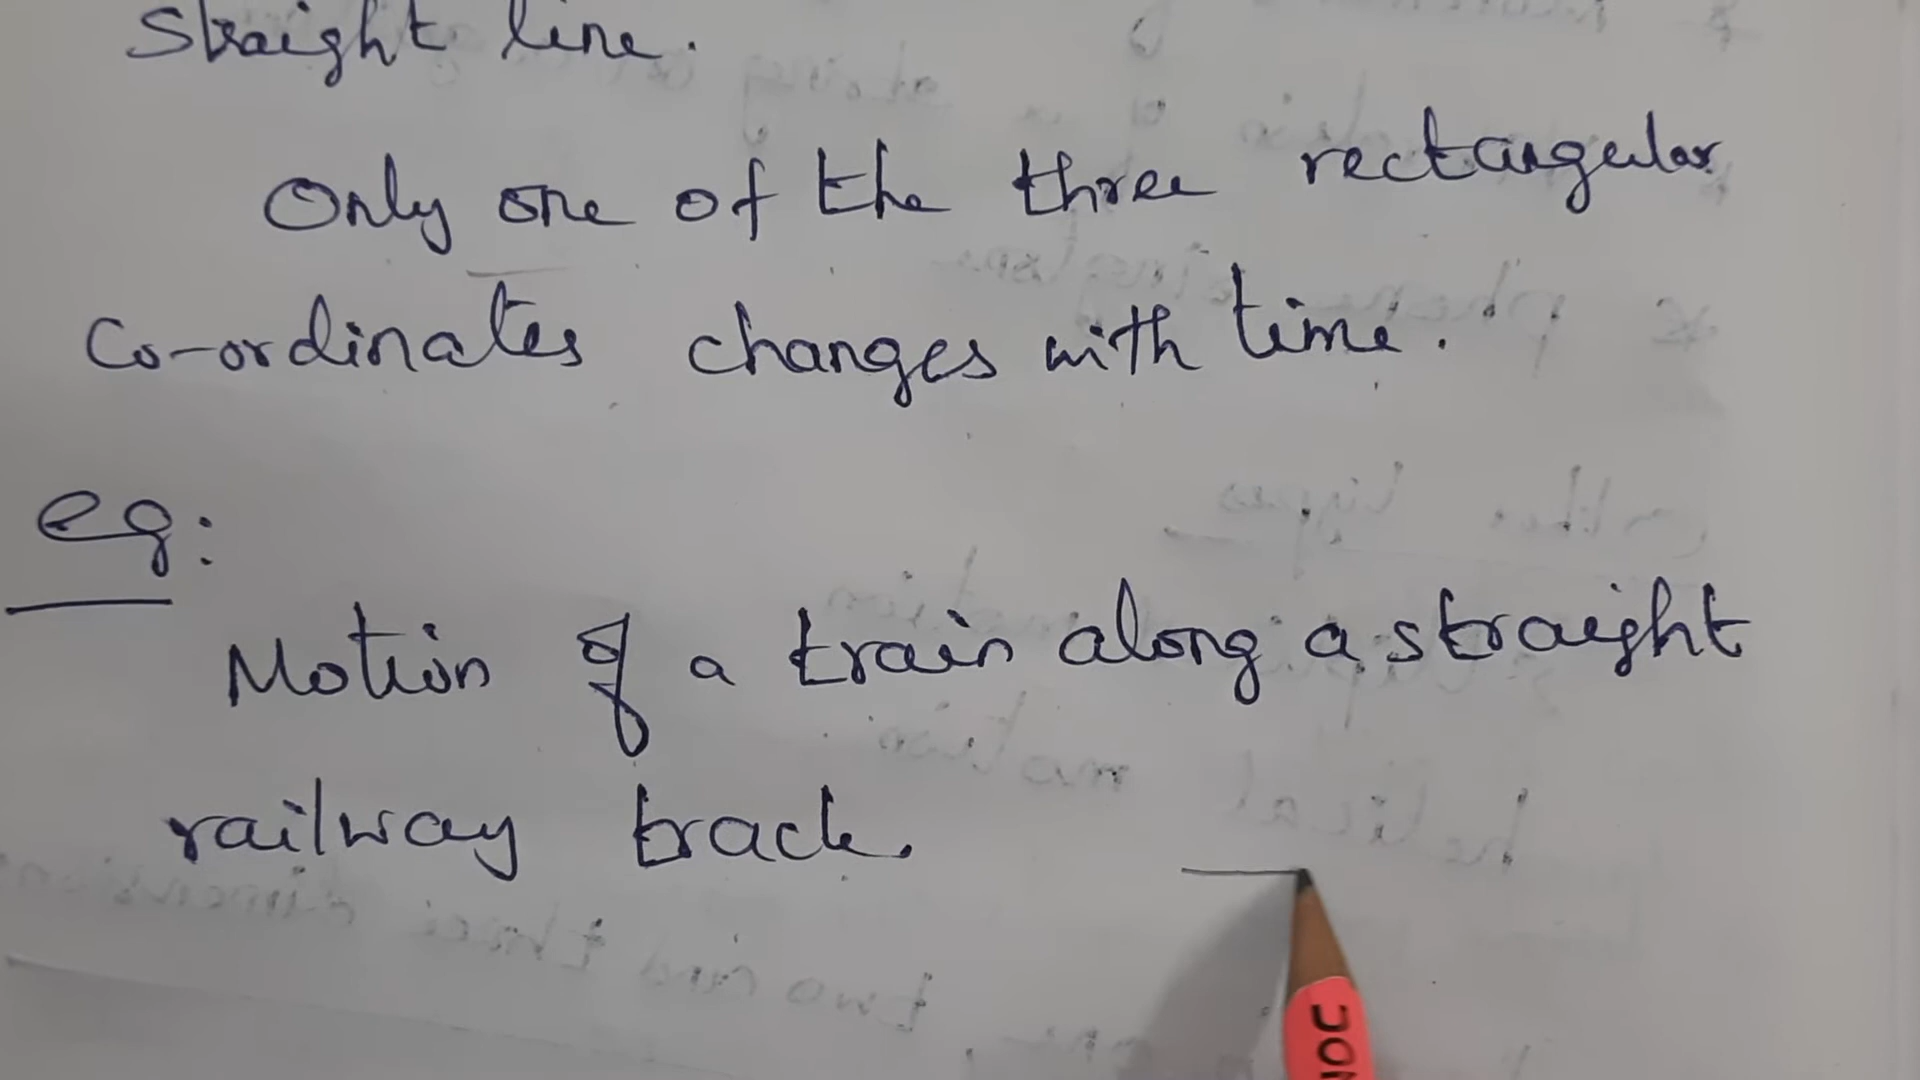 Straight line.
Only one of the three rectangular
Co-ordinates changes with time.
eg:
Motion of a train along a straight
railway track.